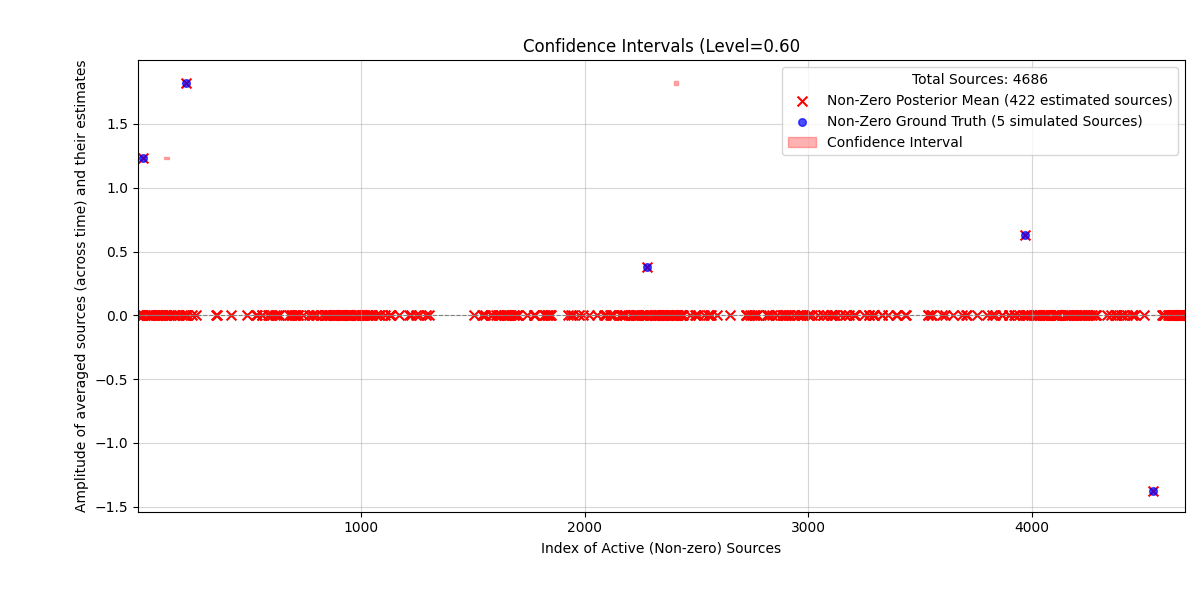 Confidence Intervals (Level=0.60
Amplitude of averaged sources (across time) and their estimates
Total Sources: 4686
Non-Zero Posterior Mean (422 estimated sources)
Non-Zero Ground Truth (5 simulated Sources)
Confidence Interval
1.5
1.0
0.5
0.0
−0.5
−1.0
−1.5
1000 2000 3000 4000
Index of Active (Non-zero) Sources